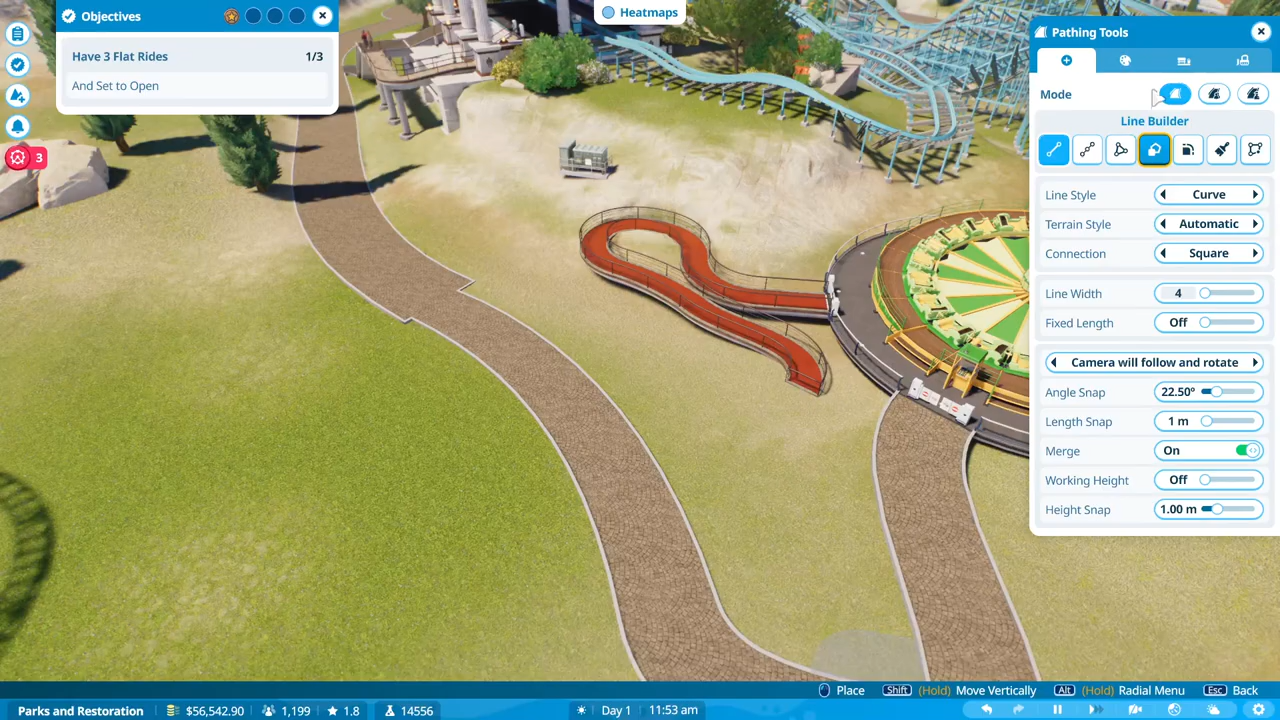 Objectives
Have 3 Flat Rides 1/3
And Set to Open
3
Heatmaps
Pathing Tools
Mode
Line Builder
Line Style Curve
Terrain Style Automatic
Connection Square
Line Width 4
Fixed Length Off
Camera will follow and rotate
Angle Snap 22.50°
Length Snap 1 m
Merge On
Working Height Off
Height Snap 1.00 m
Place Shift (Hold) Move Vertically Alt (Hold) Radial Menu Esc Back
Parks and Restoration $56,542.90 1,199 1.8 14556 Day 1 11:53 am